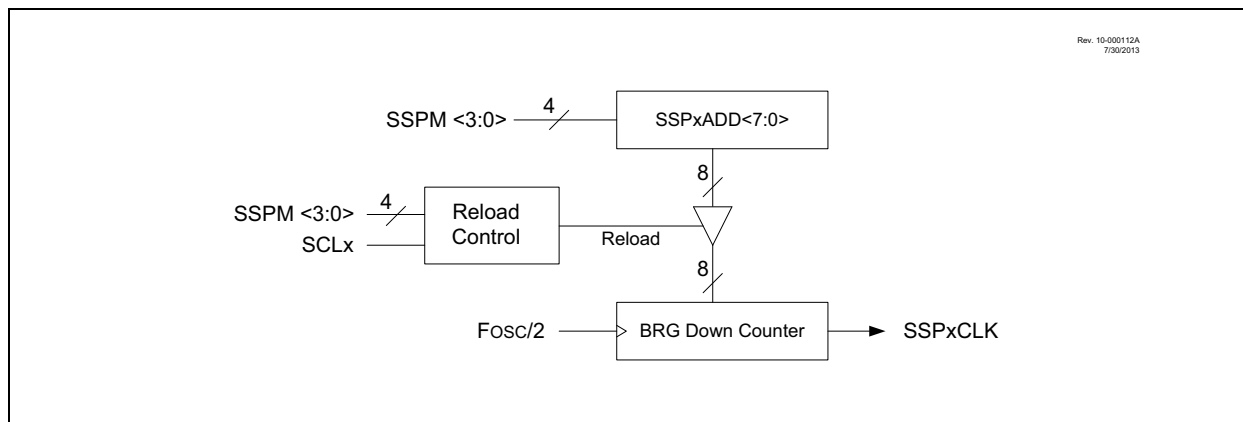 Rev. 10-000112A
7/30/2013
SSPM <3:0>
4
SSPxADD<7:0>
8
SSPM <3:0>
4
Reload
Control
SCLx
Reload
8
FOSC/2
BRG Down Counter
SSPxCLK